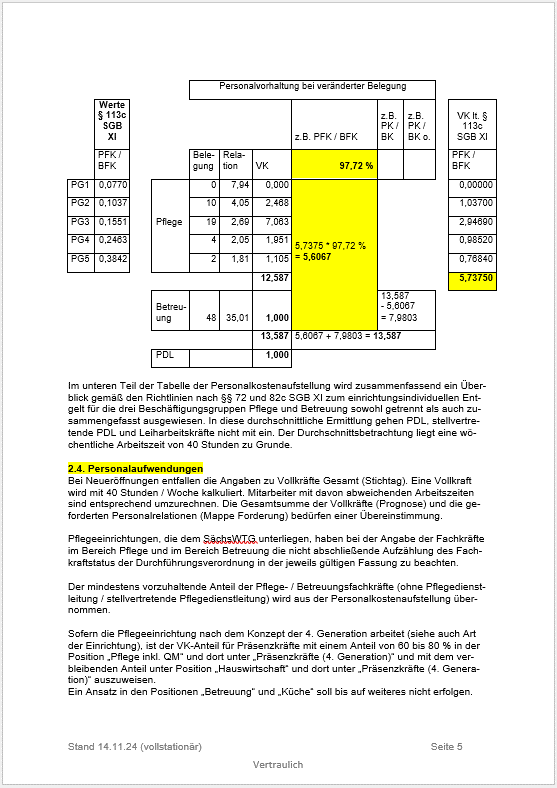 Personalvorhaltung bei veränderter Belegung
Werte
§ 113c
SGB
XI
z.B. PFK / BFK
z.B.
PK /
BK
z.B.
PK /
BK o.
VK lt. §
113c
SGB XI
PFK /
BFK
Bele-
gung
Rela-
tion
VK
97,72 %
PFK /
BFK
PG1 0,0770 0 7,94 0,000 0,00000
PG2 0,1037 10 4,05 2,468 1,03700
PG3 0,1551 Pflege 19 2,69 7,063 2,94690
PG4 0,2463 4 2,05 1,951 5,7375 * 97,72 % 0,98520
PG5 0,3842 2 1,81 1,105 = 5,6067 0,76840
12,587 5,73750
Betreu-
ung
48 35,01 1,000
13,587
- 5,6067
= 7,9803
13,587 5,6067 + 7,9803 = 13,587
PDL 1,000
Im unteren Teil der Tabelle der Personalkostenaufstellung wird zusammenfassend ein Über-
blick gemäß den Richtlinien nach §§ 72 und 82c SGB XI zum einrichtungsindividuellen Ent-
gelt für die drei Beschäftigungsgruppen Pflege und Betreuung sowohl getrennt als auch zu-
sammengefasst ausgewiesen. In diese durchschnittliche Ermittlung gehen PDL, stellvertre-
tende PDL und Leiharbeitskräfte nicht mit ein. Der Durchschnittsbetrachtung liegt eine wö-
chentliche Arbeitszeit von 40 Stunden zu Grunde.
2.4. Personalaufwendungen
Bei Neueröffnungen entfallen die Angaben zu Vollkräfte Gesamt (Stichtag). Eine Vollkraft
wird mit 40 Stunden / Woche kalkuliert. Mitarbeiter mit davon abweichenden Arbeitszeiten
sind entsprechend umzurechnen. Die Gesamtsumme der Vollkräfte (Prognose) und die ge-
forderten Personalrelationen (Mappe Forderung) bedürfen einer Übereinstimmung.
Pflegeeinrichtungen, die dem SächsWTG unterliegen, haben bei der Angabe der Fachkräfte
im Bereich Pflege und im Bereich Betreuung die nicht abschließende Aufzählung des Fach-
kraftstatus der Durchführungsverordnung in der jeweils gültigen Fassung zu beachten.
Der mindestens vorzuhaltende Anteil der Pflege- / Betreuungsfachkräfte (ohne Pflegedienst-
leitung / stellvertretende Pflegedienstleitung) wird aus der Personalkostenaufstellung über-
nommen.
Sofern die Pflegeeinrichtung nach dem Konzept der 4. Generation arbeitet (siehe auch Art
der Einrichtung), ist der VK-Anteil für Präsenzkräfte mit einem Anteil von 60 bis 80 % in der
Position „Pflege inkl. QM“ und dort unter „Präsenzkräfte (4. Generation)“ und mit dem ver-
bleibenden Anteil unter Position „Hauswirtschaft“ und dort unter „Präsenzkräfte (4. Genera-
tion)“ auszuweisen.
Ein Ansatz in den Positionen „Betreuung“ und „Küche“ soll bis auf weiteres nicht erfolgen.
Stand 14.11.24 (vollstationär) Seite 5
Vertraulich